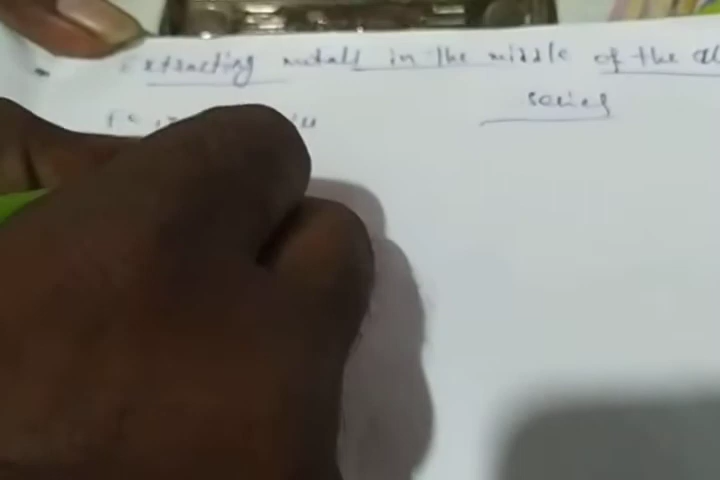 Extracting metals in the middle of the
series